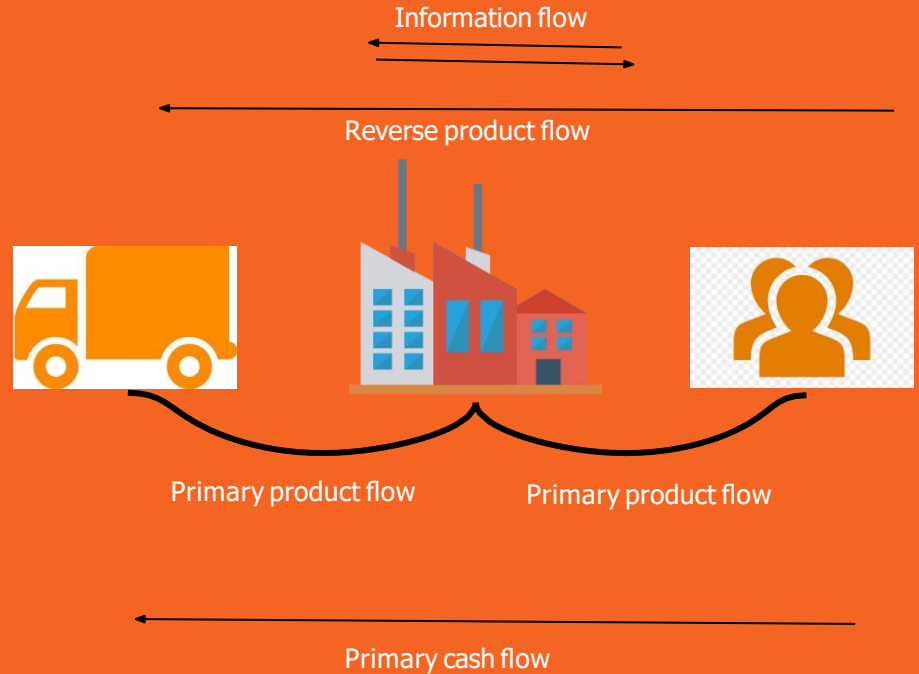 Information flow
Reverse product flow
Primary product flow
Primary product flow
Primary cash flow